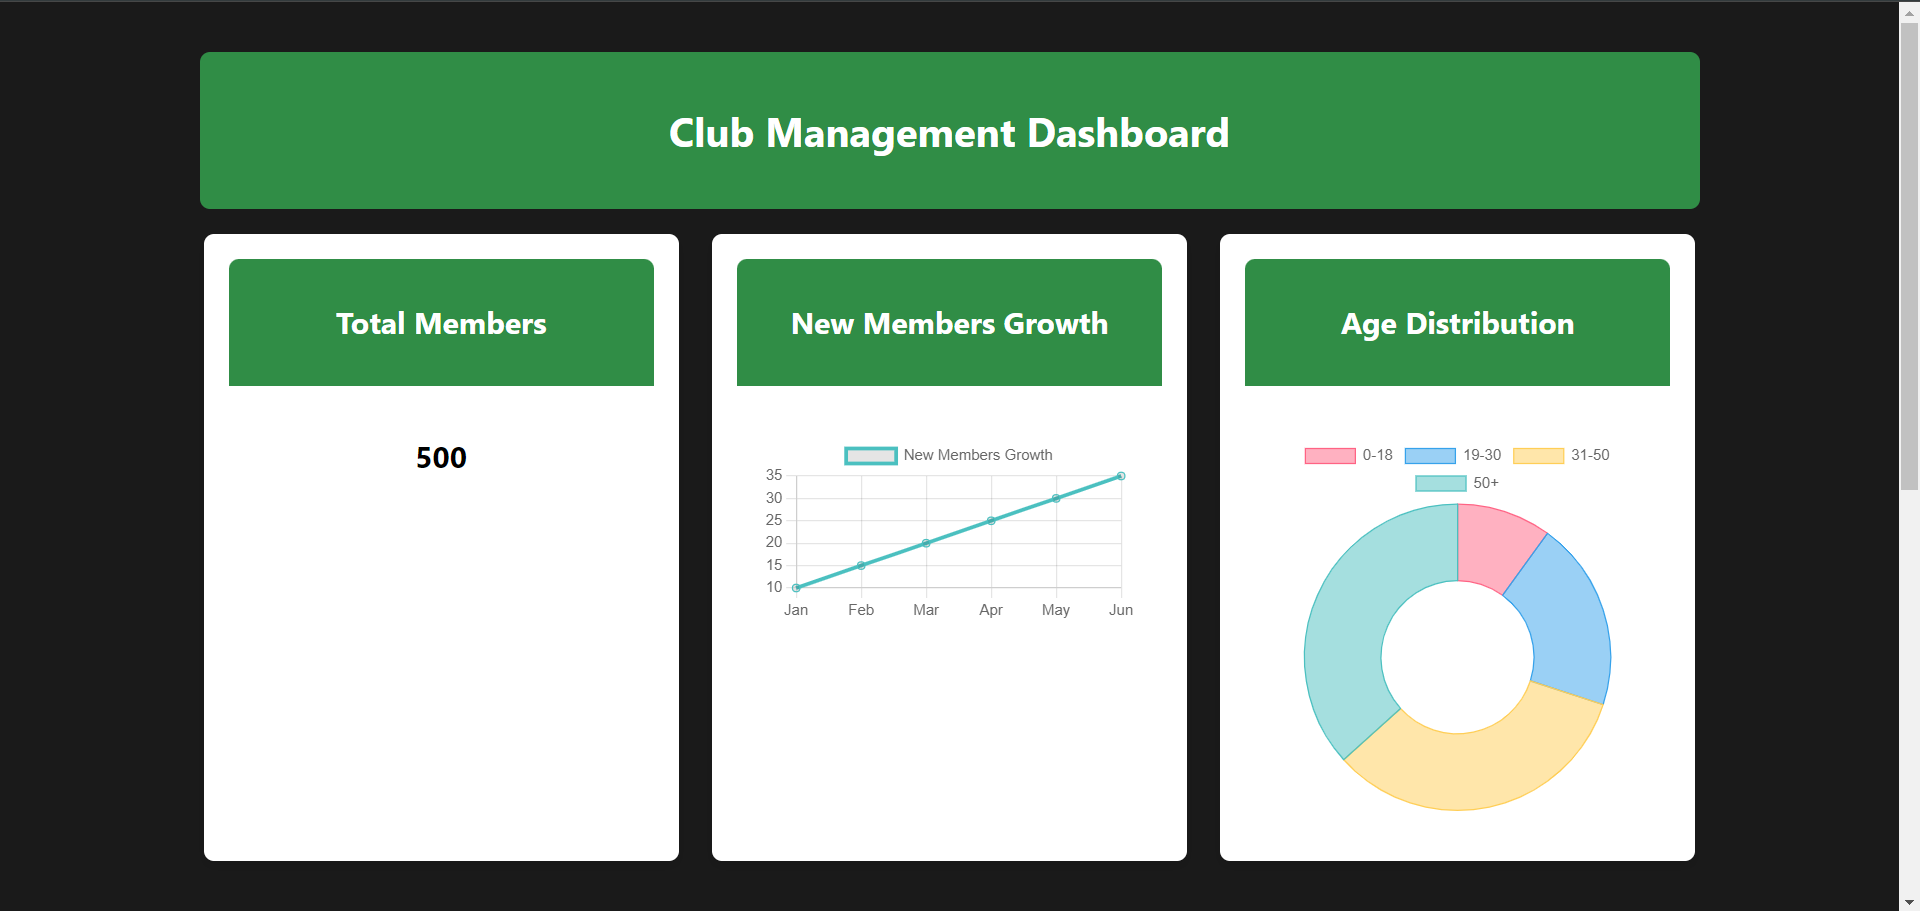 Club Management Dashboard
Total Members
500
New Members Growth
New Members Growth
35
30
25
20
15
10
Jan Feb Mar Apr May Jun
Age Distribution
0-18 19-30 31-50
50+